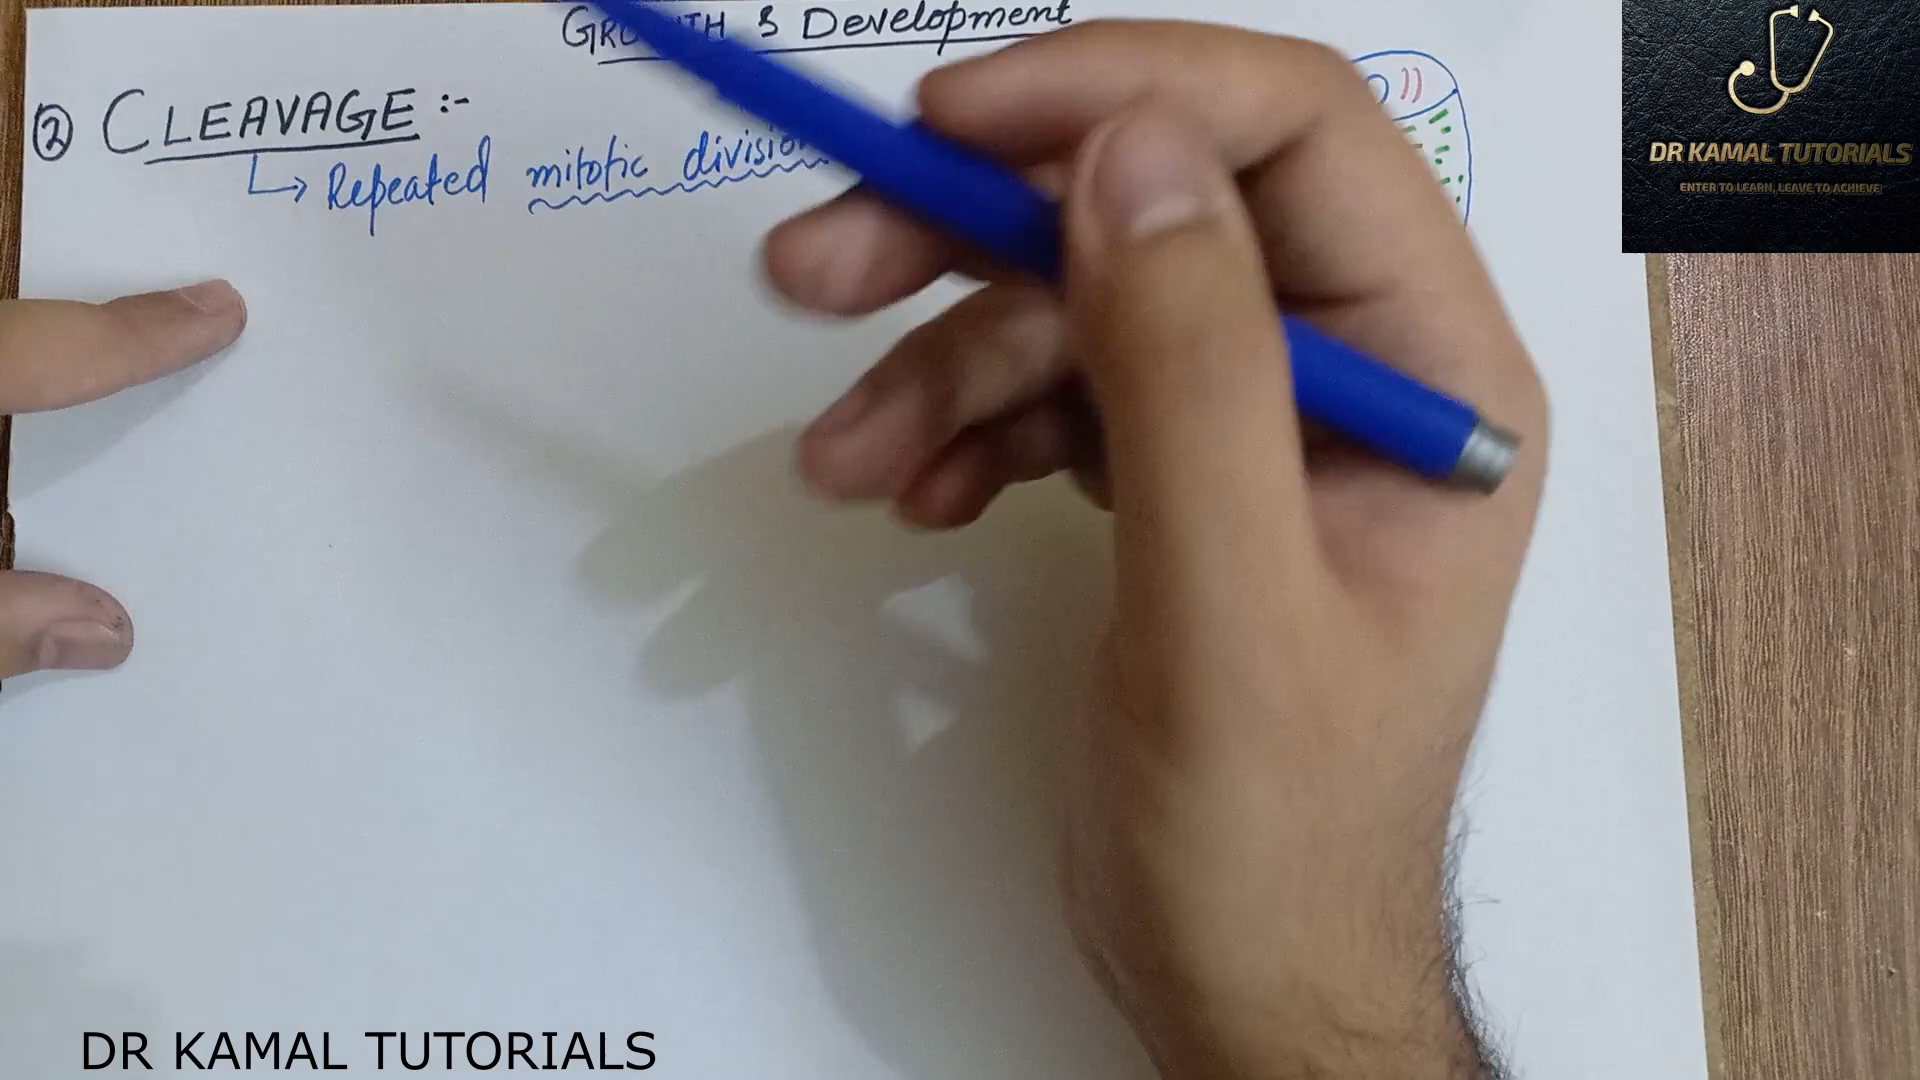 GROWTH & Development
② CLEAVAGE :-
↳ Repeated mitotic division
DR KAMAL TUTORIALS
ENTER TO LEARN, LEAVE TO ACHIEVE
DR KAMAL TUTORIALS